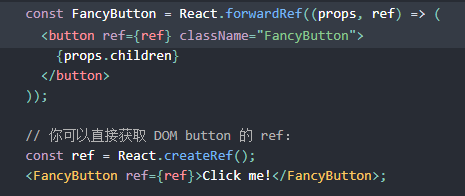 const FancyButton = React.forwardRef((props, ref) => (
  <button ref={ref} className="FancyButton">
    {props.children}
  </button>
));

// 你可以直接获取 DOM button 的 ref：
const ref = React.createRef();
<FancyButton ref={ref}>Click me!</FancyButton>;